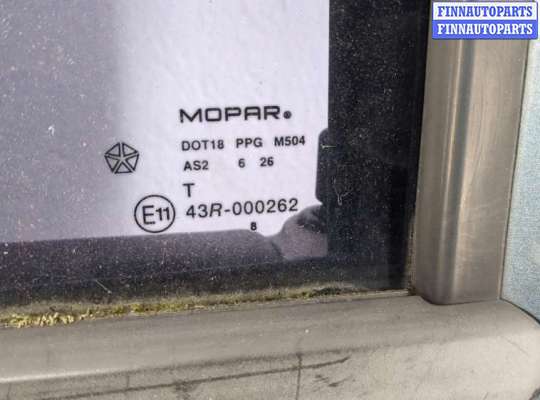 FINNAUTOPARTS
FINNAUTOPARTS
MOPAR®
DOT18 PPG M504
AS2 6 26
T
E11 43R-000262
8